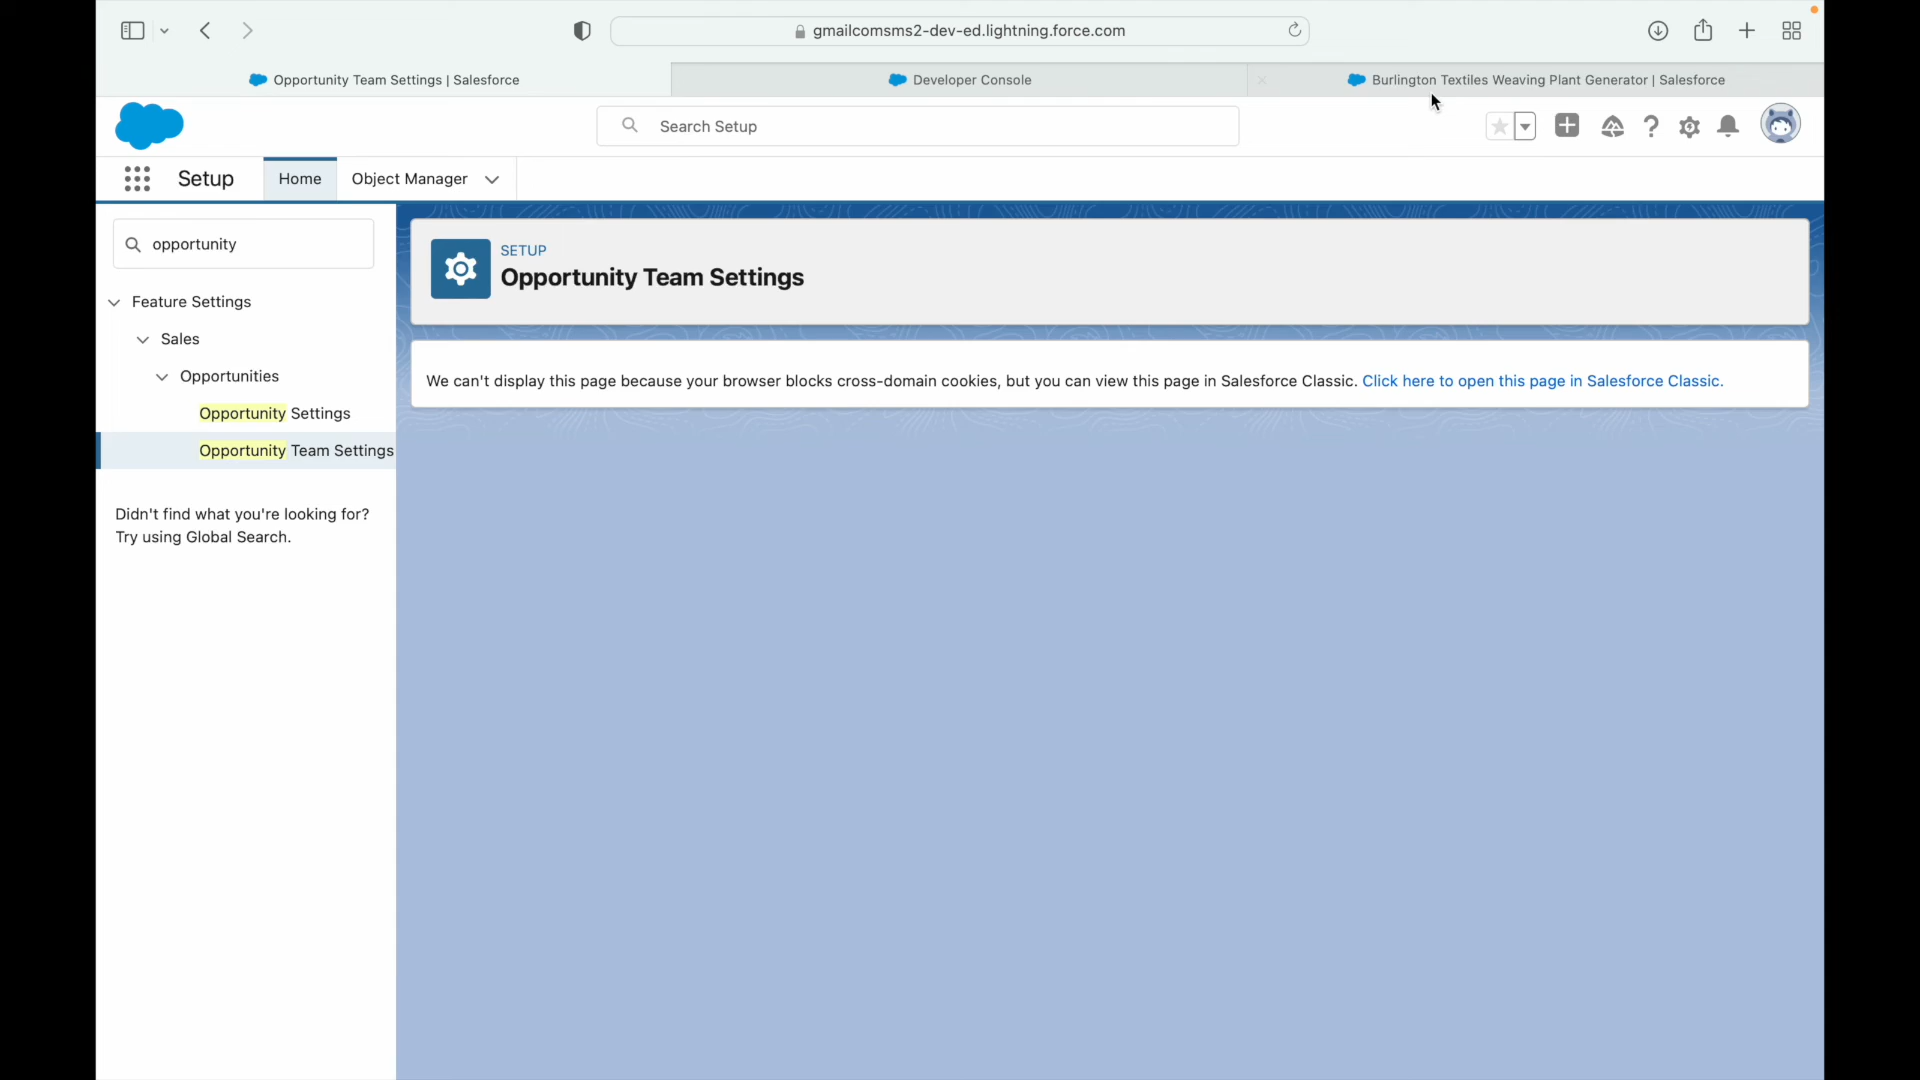 gmailcomsms2-dev-ed.lightning.force.com
Opportunity Team Settings | Salesforce
Developer Console
Burlington Textiles Weaving Plant Generator | Salesforce
Search Setup
Setup
Home
Object Manager
opportunity
Feature Settings
Sales
Opportunities
Opportunity Settings
Opportunity Team Settings
Didn't find what you're looking for?
Try using Global Search.
SETUP
Opportunity Team Settings
We can't display this page because your browser blocks cross-domain cookies, but you can view this page in Salesforce Classic. Click here to open this page in Salesforce Classic.